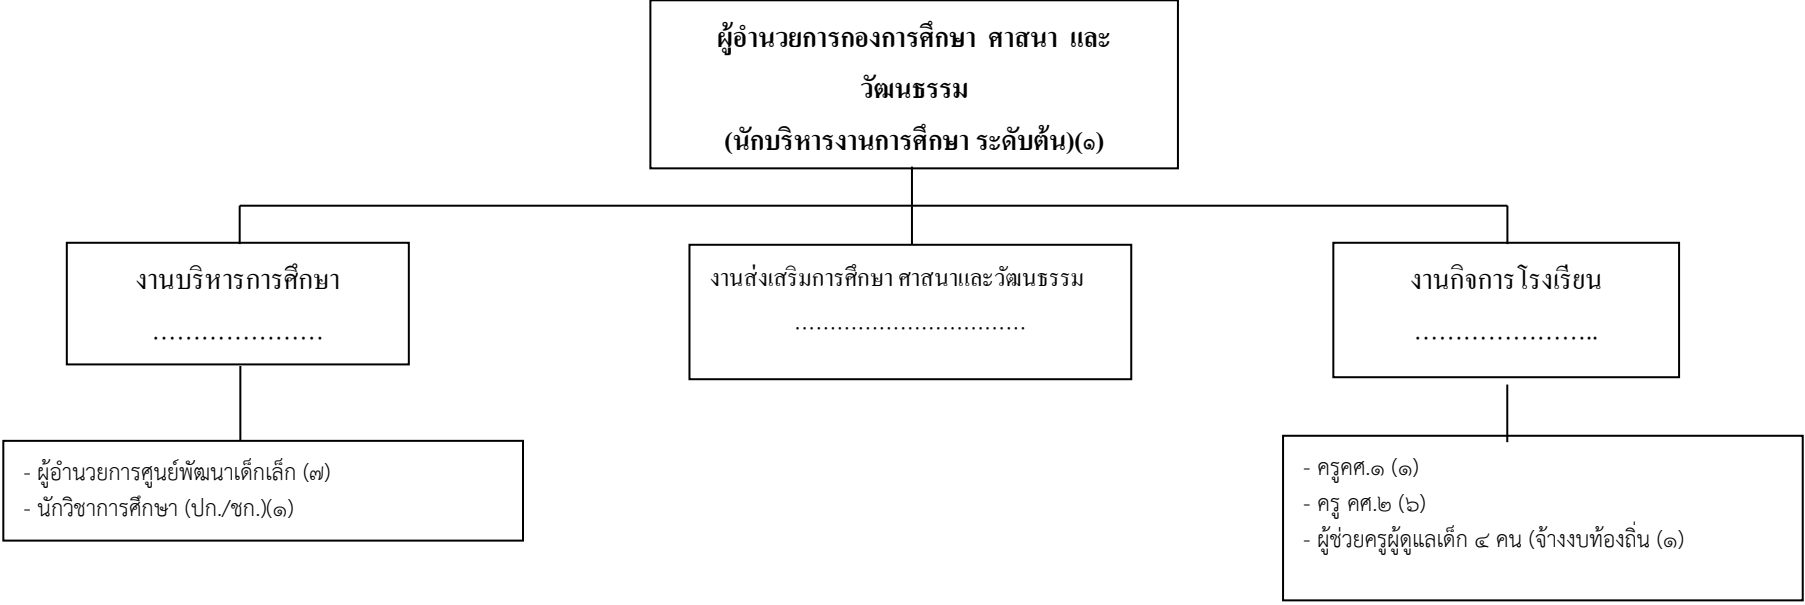 ผู้อำนวยการกองการศึกษา ศาสนา และ
วัฒนธรรม
(นักบริหารงานการศึกษา ระดับต้น)(๑)
งานบริหารการศึกษา
…………………
งานส่งเสริมการศึกษา ศาสนาและวัฒนธรรม
……………………………
งานกิจการโรงเรียน
…………………..
- ผู้อำนวยการศูนย์พัฒนาเด็กเล็ก (๗)
- นักวิชาการศึกษา (ปก./ชก.)(๑)
- ครูคศ.๑ (๑)
- ครู คศ.๒ (๖)
- ผู้ช่วยครูผู้ดูแลเด็ก ๔ คน (จ้างงบท้องถิ่น (๑)